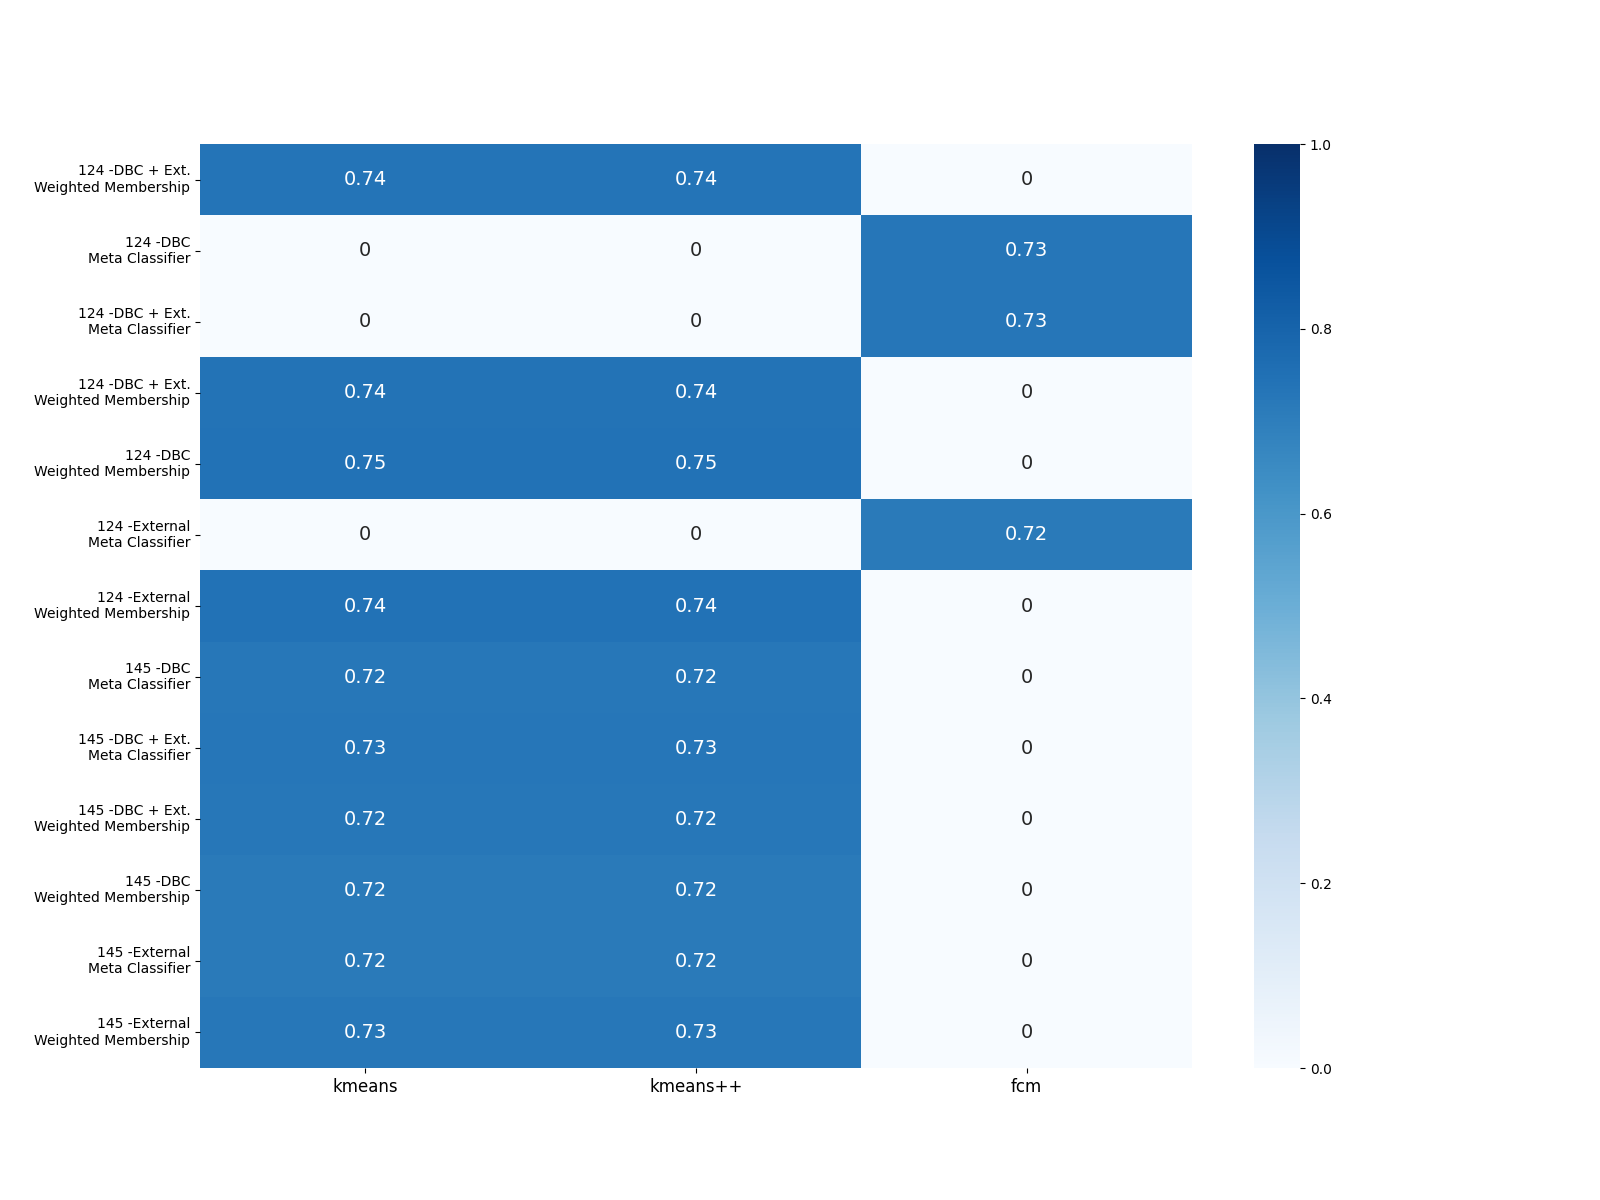 124 -DBC + Ext.
Weighted Membership
0.74 0.74 0
124 -DBC
Meta Classifier
0 0 0.73
124 -DBC + Ext.
Meta Classifier
0 0 0.73
124 -DBC + Ext.
Weighted Membership
0.74 0.74 0
124 -DBC
Weighted Membership
0.75 0.75 0
124 -External
Meta Classifier
0 0 0.72
124 -External
Weighted Membership
0.74 0.74 0
145 -DBC
Meta Classifier
0.72 0.72 0
145 -DBC + Ext.
Meta Classifier
0.73 0.73 0
145 -DBC + Ext.
Weighted Membership
0.72 0.72 0
145 -DBC
Weighted Membership
0.72 0.72 0
145 -External
Meta Classifier
0.72 0.72 0
145 -External
Weighted Membership
0.73 0.73 0
kmeans kmeans++ fcm
1.0
0.8
0.6
0.4
0.2
0.0